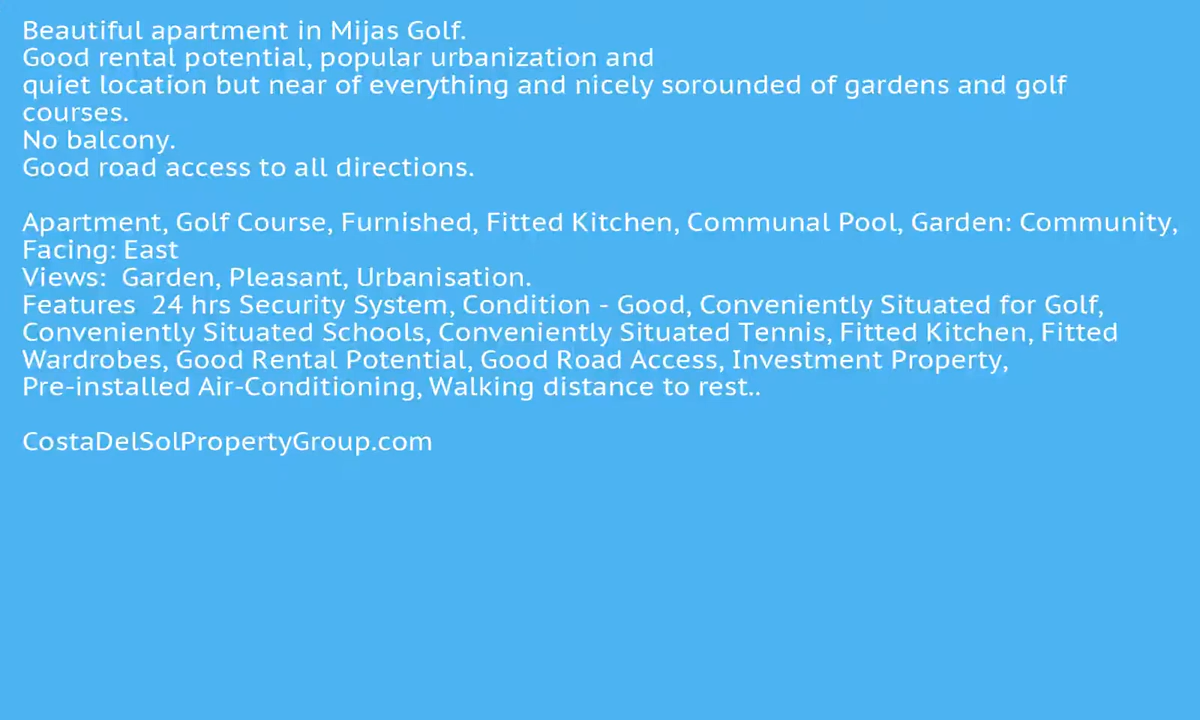 Beautiful apartment in Mijas Golf.
Good rental potential, popular urbanization and
quiet location but near of everything and nicely sorounded of gardens and golf
courses.
No balcony.
Good road access to all directions.
Apartment, Golf Course, Furnished, Fitted Kitchen, Communal Pool, Garden: Community,
Facing: East
Views:  Garden, Pleasant, Urbanisation.
Features  24 hrs Security System, Condition - Good, Conveniently Situated for Golf,
Conveniently Situated Schools, Conveniently Situated Tennis, Fitted Kitchen, Fitted
Wardrobes, Good Rental Potential, Good Road Access, Investment Property,
Pre-installed Air-Conditioning, Walking distance to rest..
CostaDelSolPropertyGroup.com